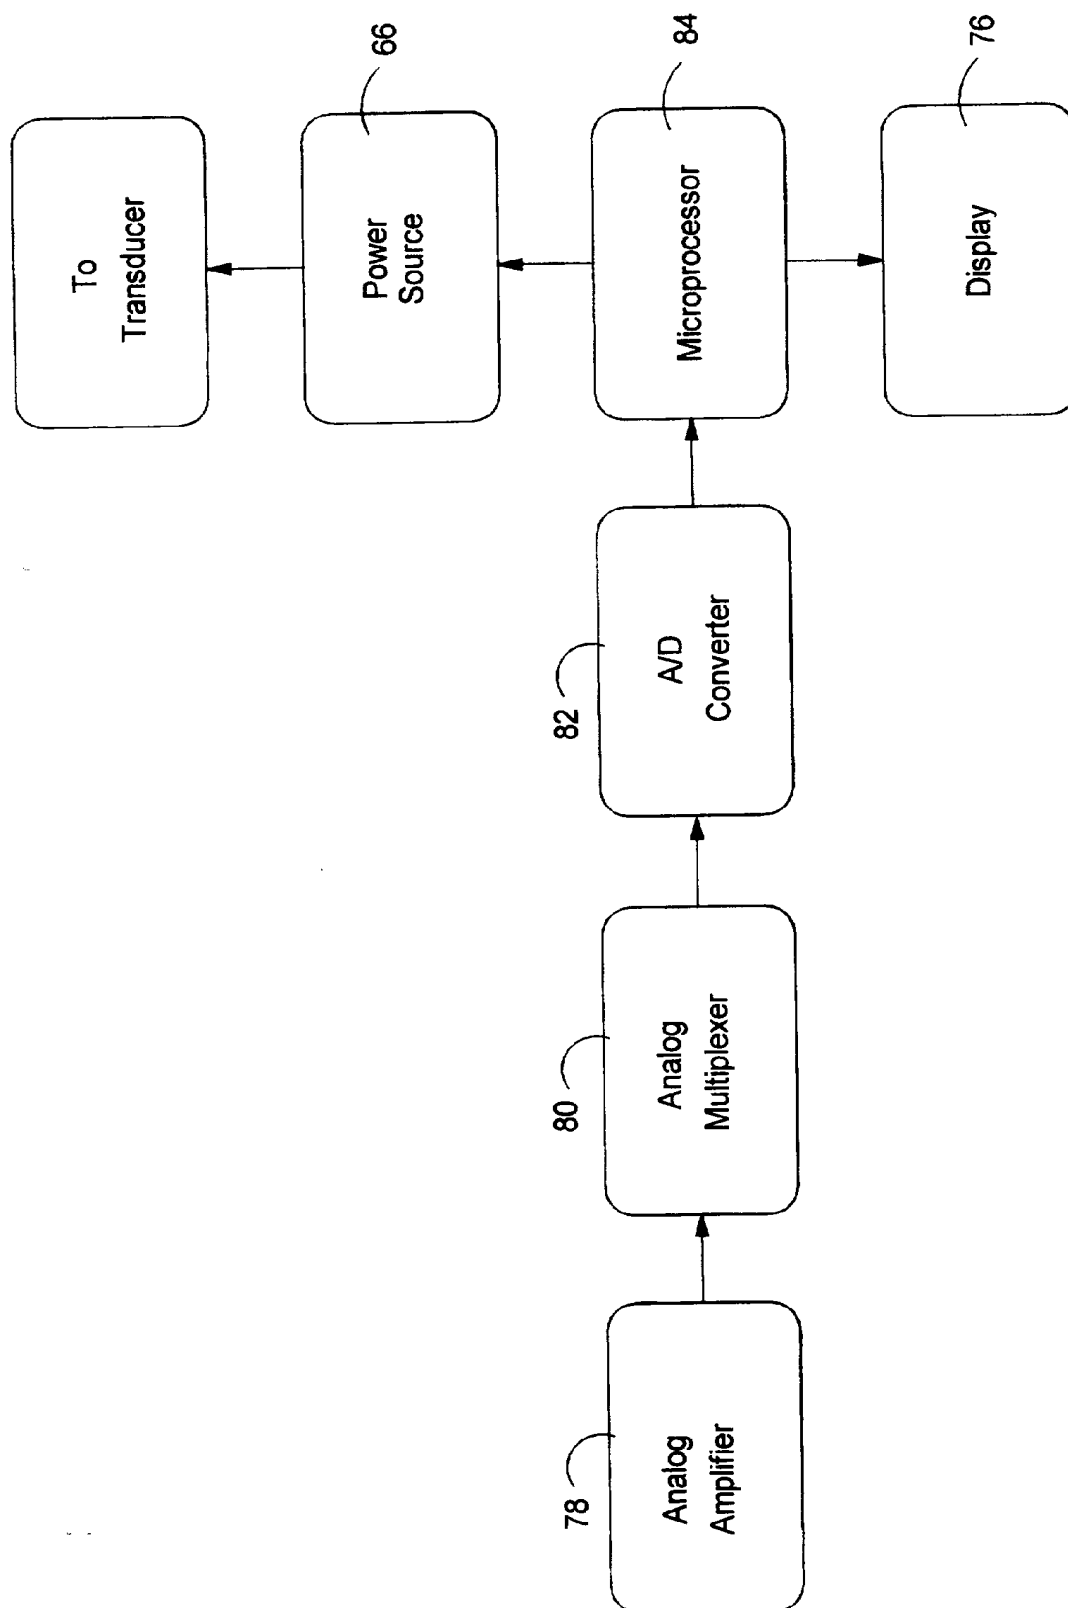 To
Transducer
66
Power
Source
84
Microprocessor
76
Display
82
A/D
Converter
80
Analog
Multiplexer
78
Analog
Amplifier